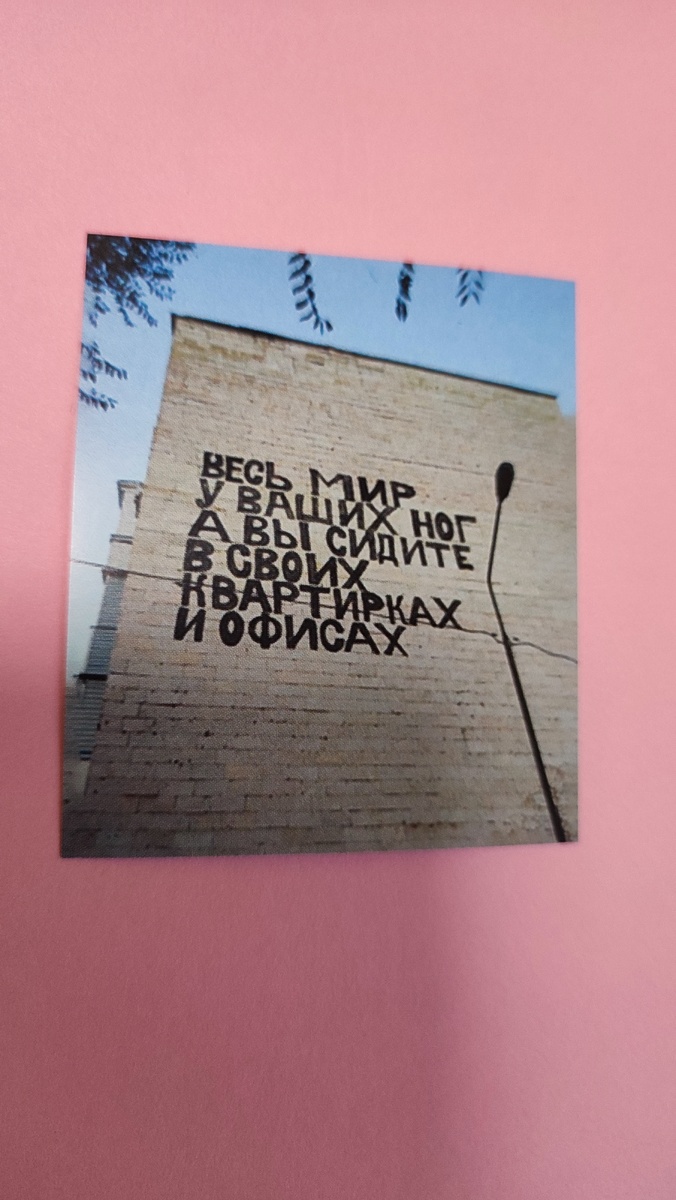 ВЕСЬ МИР
У ВАШИХ НОГ
А ВЫ СИДИТЕ
В СВОИХ
КВАРТИРКАХ
И ОФИСАХ